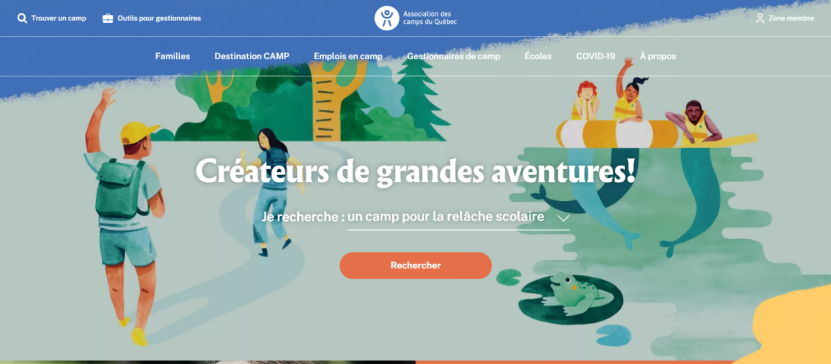 Trouver un camp
Outils pour gestionnaires
Association des
camps du Québec
Zone membre
Familles
Destination CAMP
Emplois en camp
Gestionnaires de camp
Écoles
COVID-19
À propos
Créateurs de grandes aventures!
Je recherche : un camp pour la relâche scolaire
Rechercher